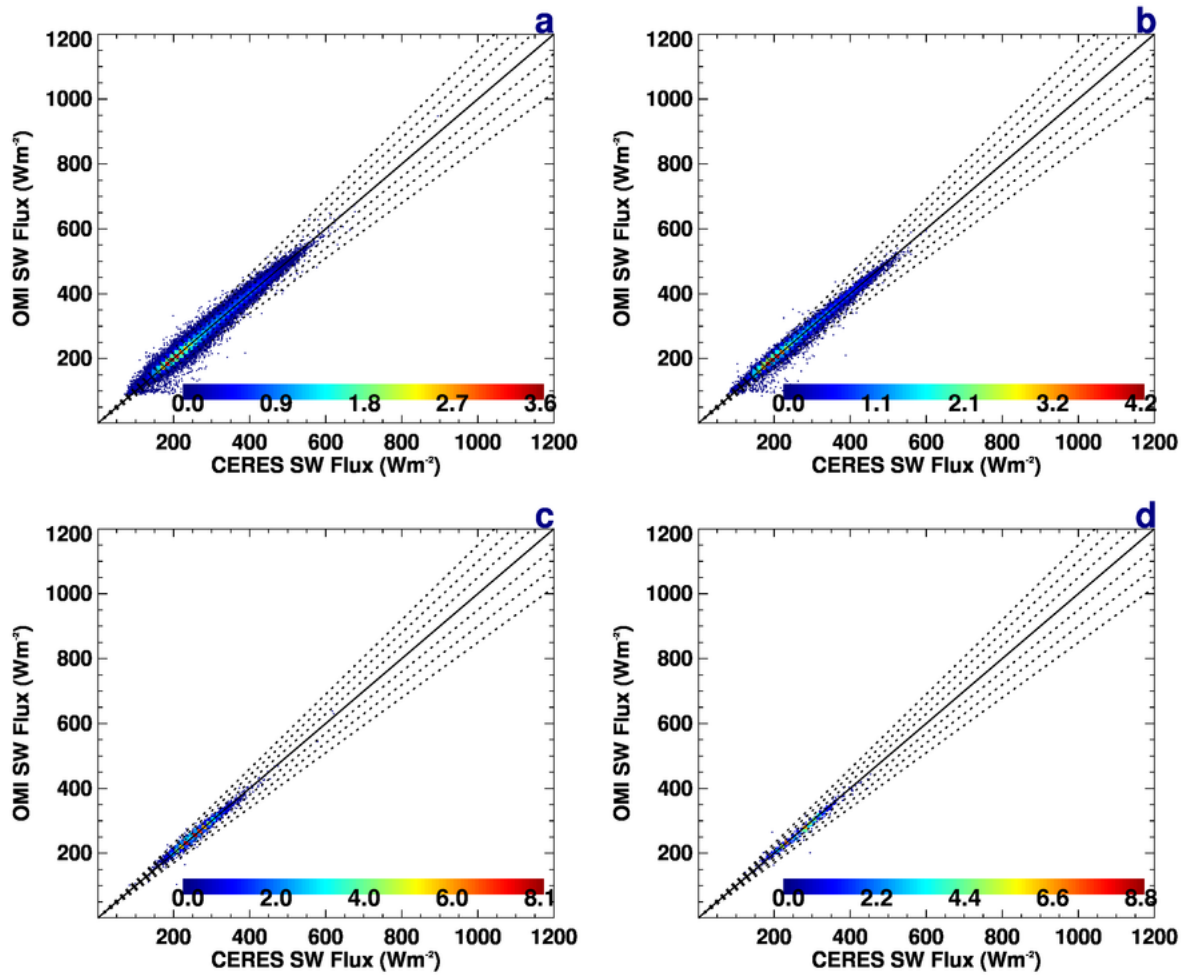 a
1200
1000
800
600
400
200
OMI SW Flux (Wm⁻²)
0.0 0.9 1.8 2.7 3.6
200 400 600 800 1000 1200
CERES SW Flux (Wm⁻²)
b
1200
1000
800
600
400
200
OMI SW Flux (Wm⁻²)
0.0 1.1 2.1 3.2 4.2
200 400 600 800 1000 1200
CERES SW Flux (Wm⁻²)
c
1200
1000
800
600
400
200
OMI SW Flux (Wm⁻²)
0.0 2.0 4.0 6.0 8.1
200 400 600 800 1000 1200
CERES SW Flux (Wm⁻²)
d
1200
1000
800
600
400
200
OMI SW Flux (Wm⁻²)
0.0 2.2 4.4 6.6 8.8
200 400 600 800 1000 1200
CERES SW Flux (Wm⁻²)